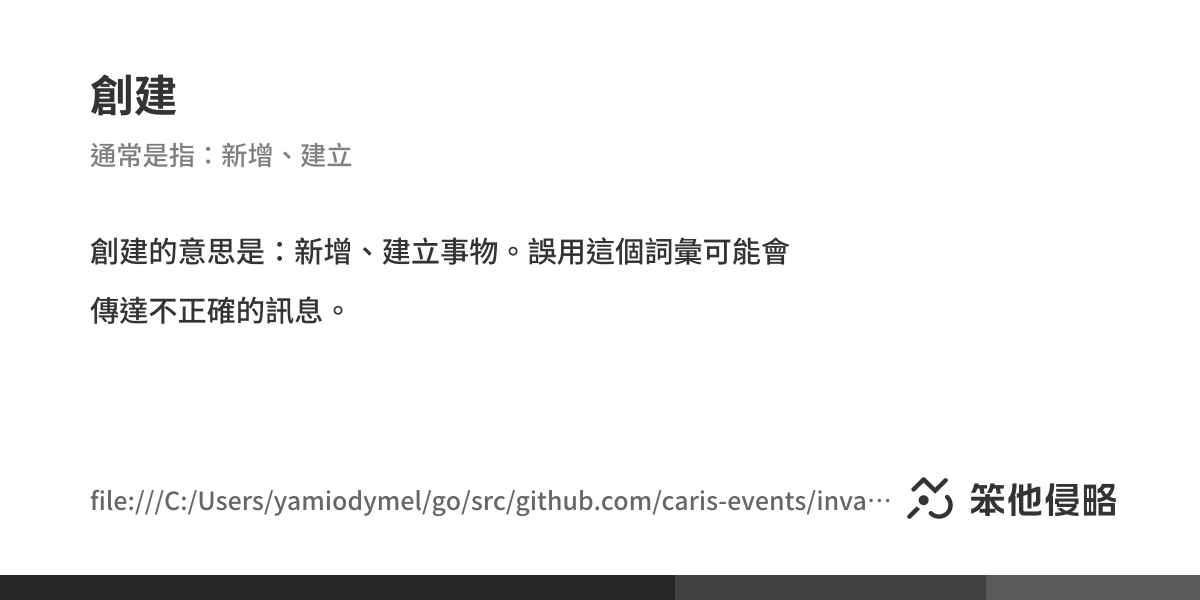 創建
通常是指：新增、建立
創建的意思是：新增、建立事物。誤用這個詞彙可能會
傳達不正確的訊息。
file:///C:/Users/yamiodymel/go/src/github.com/caris-events/inva⋯
笨他侵略